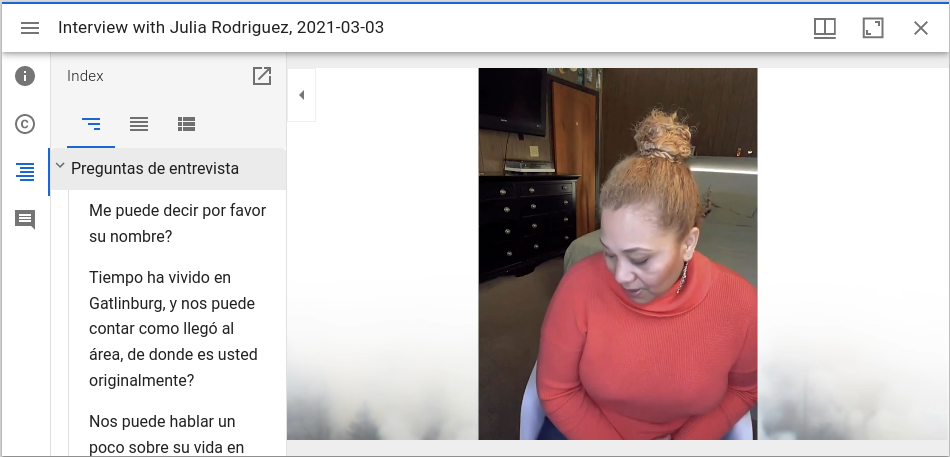 Interview with Julia Rodriguez, 2021-03-03
Index
Preguntas de entrevista
Me puede decir por favor
su nombre?
Tiempo ha vivido en
Gatlinburg, y nos puede
contar como llegó al
área, de donde es usted
originalmente?
Nos puede hablar un
poco sobre su vida en